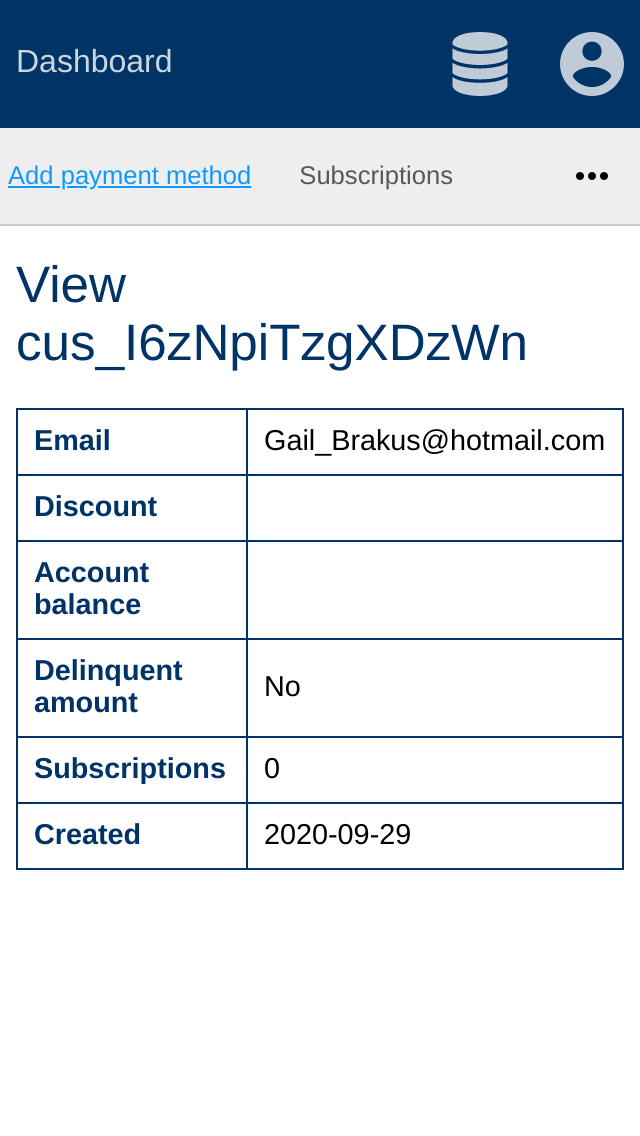 Dashboard
Add payment method Subscriptions •••
View
cus_I6zNpiTzgXDzWn
Email Gail_Brakus@hotmail.com
Discount
Account
balance
Delinquent
amount No
Subscriptions 0
Created 2020-09-29